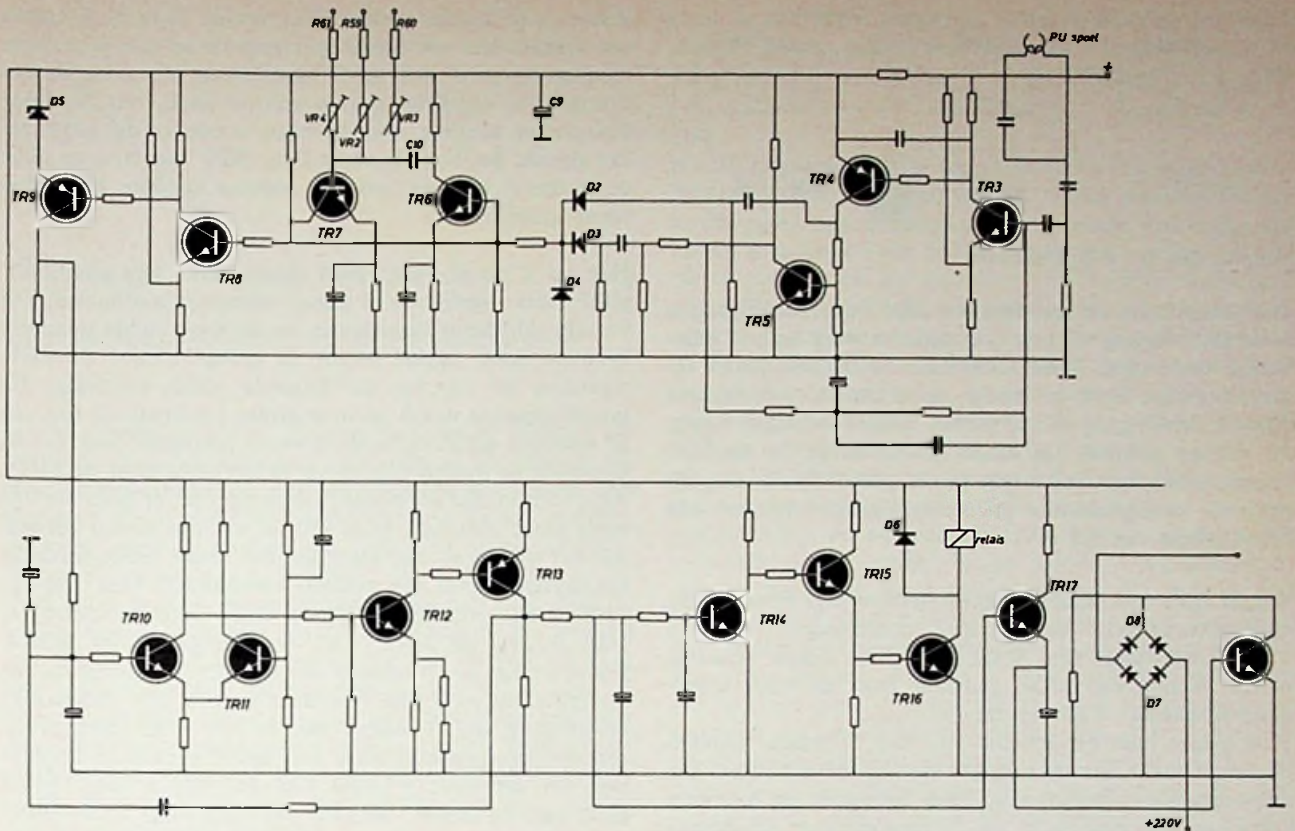 R61 R59 R60
PU spoel
+
D5
VR4
VR2
VR3
C9
C10
TR9
TR4
TR3
TR6
D2
TR7
D3
TR8
D4
TR5
D6
relais
TR15
TR13
TR17
TR10
TR12
TR14
D8
TR11
TR16
D7
+220V